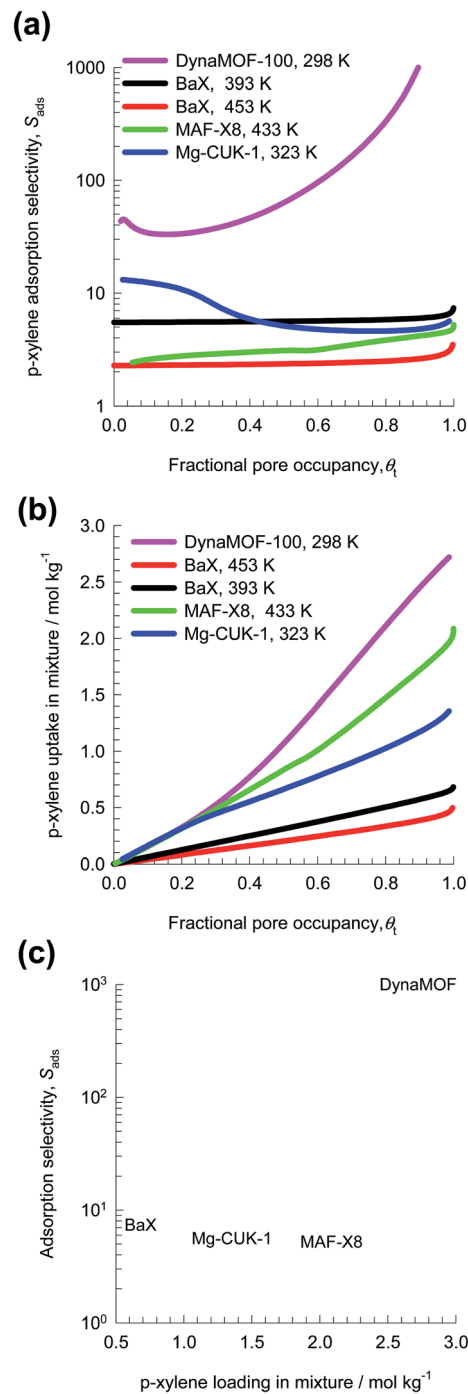 (a)
DynaMOF-100, 298 K
BaX, 393 K
BaX, 453 K
MAF-X8, 433 K
Mg-CUK-1, 323 K
p-xylene adsorption selectivity, S_ads
1000
100
10
1
0.0 0.2 0.4 0.6 0.8 1.0
Fractional pore occupancy, θ_t
(b)
DynaMOF-100, 298 K
BaX, 453 K
BaX, 393 K
MAF-X8, 433 K
Mg-CUK-1, 323 K
p-xylene uptake in mixture / mol kg⁻¹
3.0
2.5
2.0
1.5
1.0
0.5
0.0
0.0 0.2 0.4 0.6 0.8 1.0
Fractional pore occupancy, θ_t
(c)
Adsorption selectivity, S_ads
10³
10²
10¹
10⁰
DynaMOF
BaX
Mg-CUK-1
MAF-X8
0.5 1.0 1.5 2.0 2.5 3.0
p-xylene loading in mixture / mol kg⁻¹